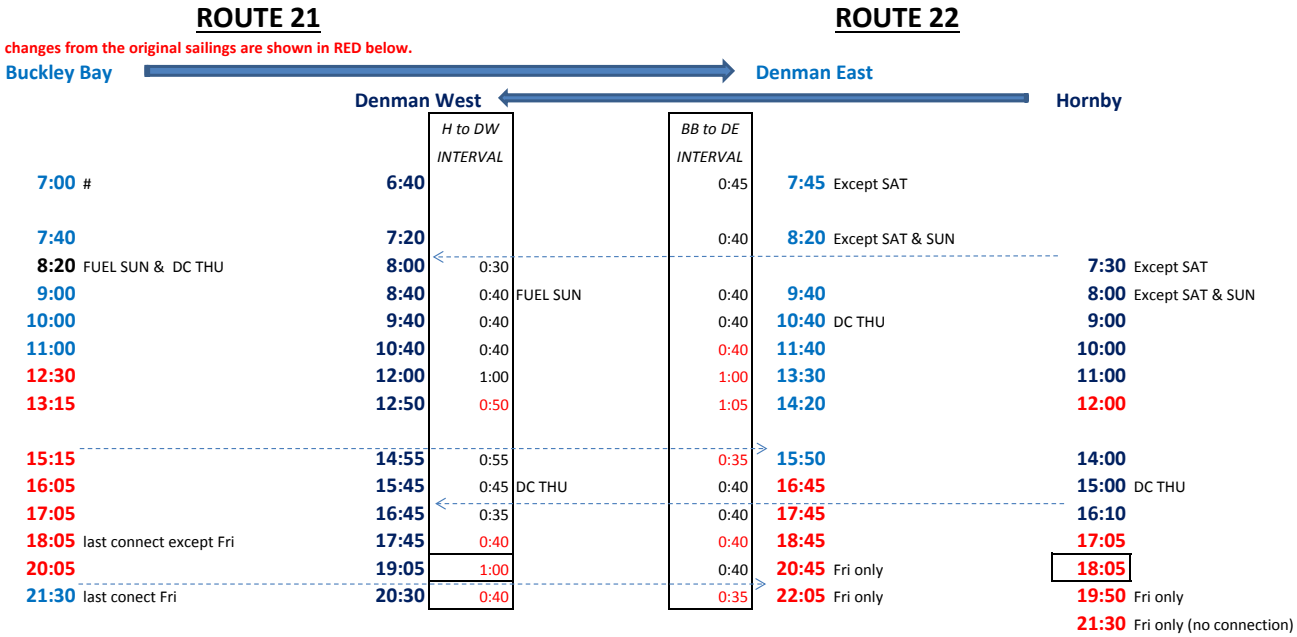 ROUTE 21 ROUTE 22
changes from the original sailings are shown in RED below.
Buckley Bay Denman East
Denman West Hornby
H to DW BB to DE
INTERVAL INTERVAL
7:00 # 6:40 0:45 7:45 Except SAT
7:40 7:20 0:40 8:20 Except SAT & SUN
8:20 FUEL SUN & DC THU 8:00 0:30 7:30 Except SAT
9:00 8:40 0:40 FUEL SUN 0:40 9:40 8:00 Except SAT & SUN
10:00 9:40 0:40 0:40 10:40 DC THU 9:00
11:00 10:40 0:40 0:40 11:40 10:00
12:30 12:00 1:00 1:00 13:30 11:00
13:15 12:50 0:50 1:05 14:20 12:00
15:15 14:55 0:55 0:35 15:50 14:00
16:05 15:45 0:45 DC THU 0:40 16:45 15:00 DC THU
17:05 16:45 0:35 0:40 17:45 16:10
18:05 last connect except Fri 17:45 0:40 0:40 18:45 17:05
20:05 19:05 1:00 0:40 20:45 Fri only 18:05
21:30 last conect Fri 20:30 0:40 0:35 22:05 Fri only 19:50 Fri only
21:30 Fri only (no connection)